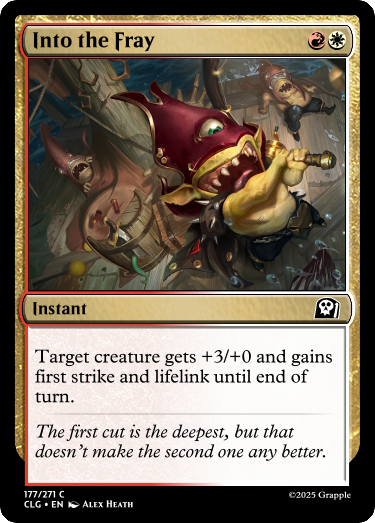 Into the Fray
Instant
Target creature gets +3/+0 and gains
first strike and lifelink until end of
turn.
The first cut is the deepest, but that
doesn't make the second one any better.
177/271 C
CLG • EN Alex Heath
©2025 Grapple